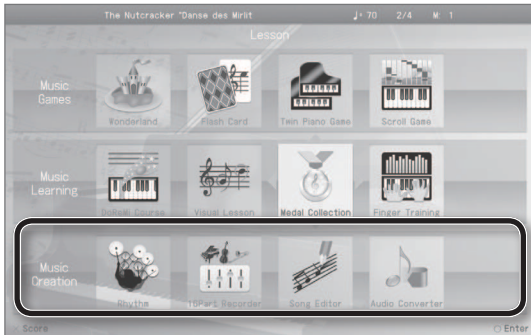 The Nutcracker "Danse des Mirlit ♩= 70 2/4 M: 1
Lesson
Music
Games
Wonderland Flash Card Twin Piano Game Scroll Game
Music
Learning
DoReMi Course Visual Lesson Medal Collection Finger Training
Music
Creation
Rhythm 16Part Recorder Song Editor Audio Converter
Score Enter